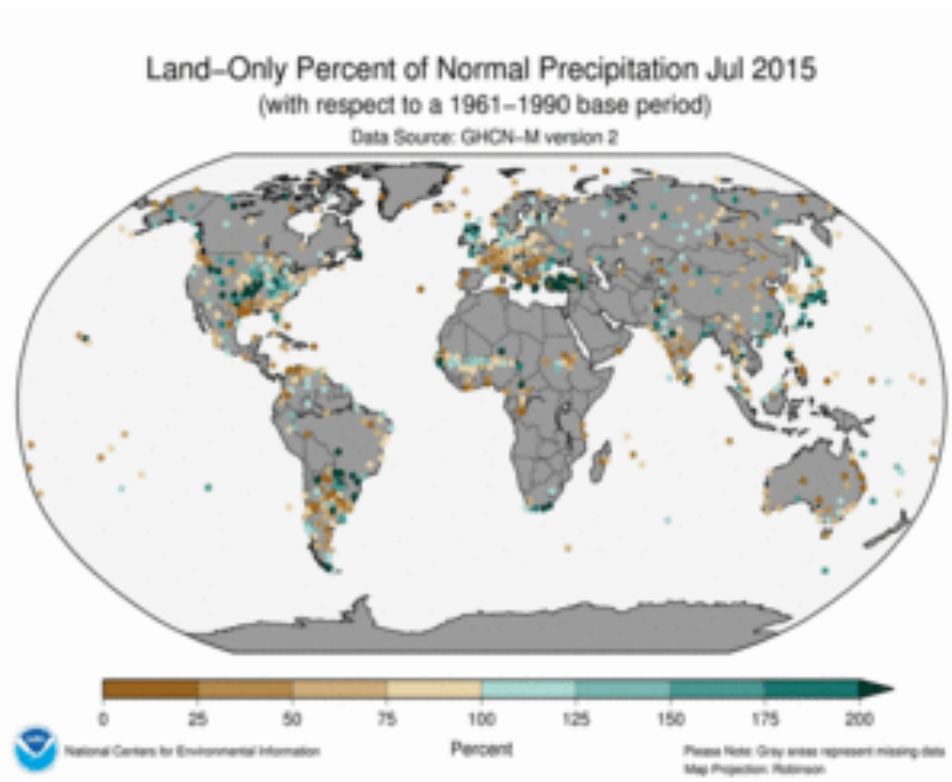 Land-Only Percent of Normal Precipitation Jul 2015
(with respect to a 1961-1990 base period)
Data Source: GHCN-M version 2
0 25 50 75 100 125 150 175 200
National Centers for Environmental Information
Percent
Please Note: Gray areas represent missing data
Map Projection: Robinson